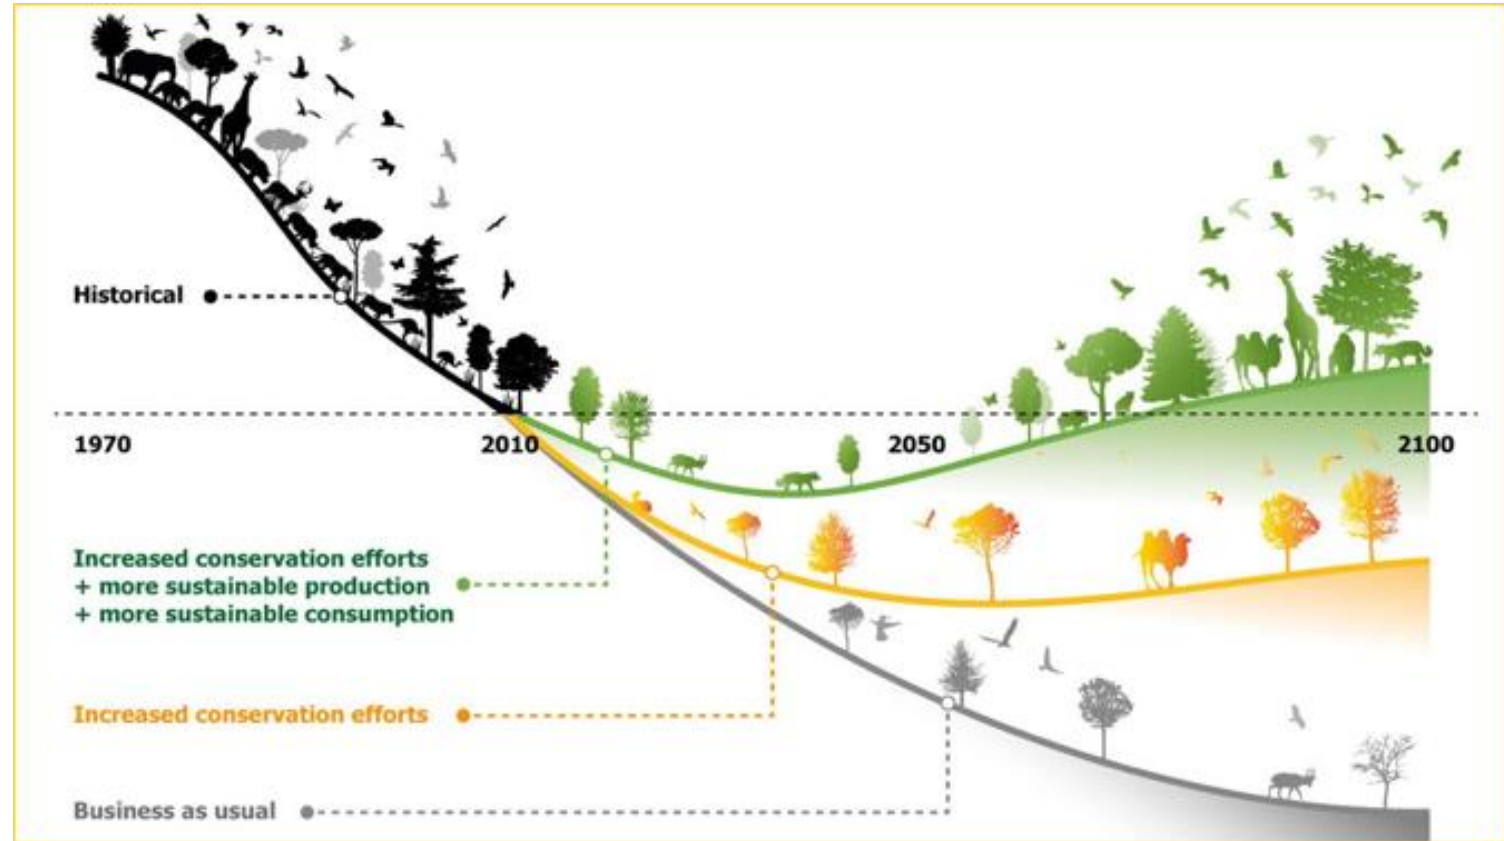 Historical
1970
2010
2050
2100
Increased conservation efforts
+ more sustainable production
+ more sustainable consumption
Increased conservation efforts
Business as usual